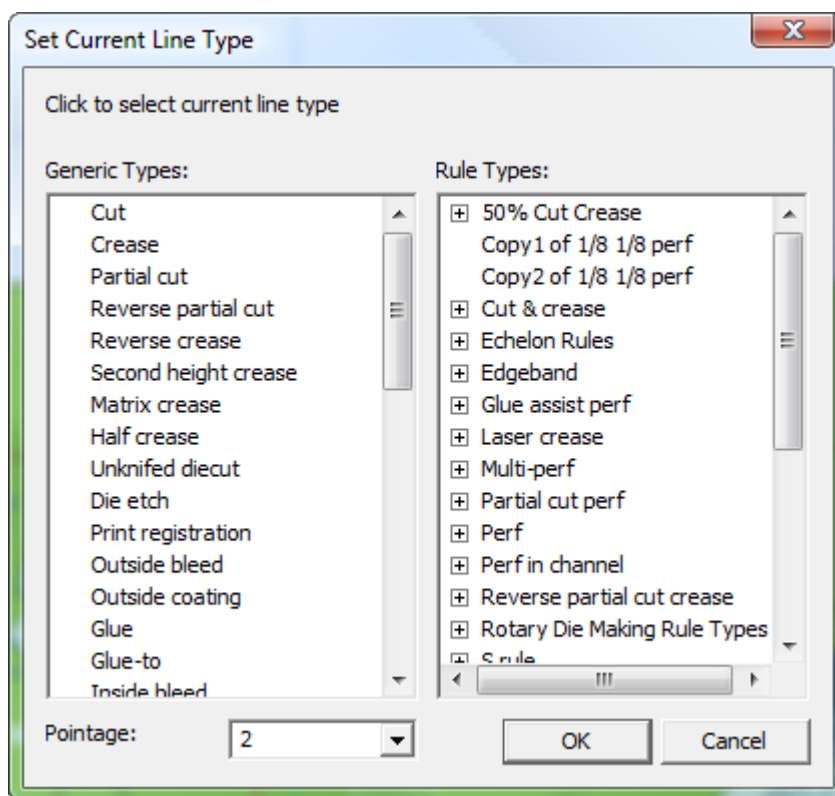 Set Current Line Type
Click to select current line type
Generic Types:
Cut
Crease
Partial cut
Reverse partial cut
Reverse crease
Second height crease
Matrix crease
Half crease
Unknifed diecut
Die etch
Print registration
Outside bleed
Outside coating
Glue
Glue-to
Inside bleed
Rule Types:
50% Cut Crease
Copy1 of 1/8 1/8 perf
Copy2 of 1/8 1/8 perf
Cut & crease
Echelon Rules
Edgeband
Glue assist perf
Laser crease
Multi-perf
Partial cut perf
Perf
Perf in channel
Reverse partial cut crease
Rotary Die Making Rule Types
S rule
Pointage:
2
OK
Cancel